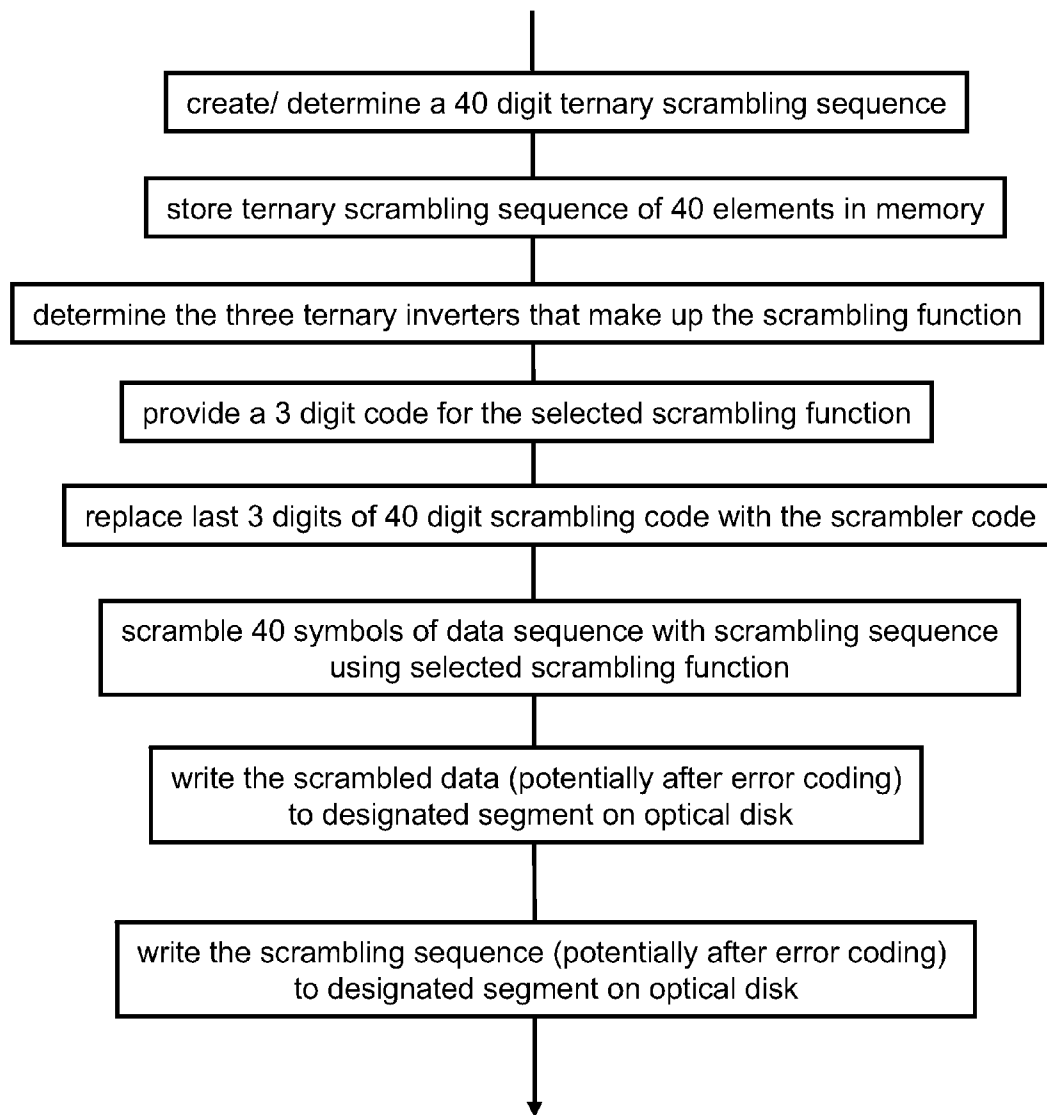 create/ determine a 40 digit ternary scrambling sequence
store ternary scrambling sequence of 40 elements in memory
determine the three ternary inverters that make up the scrambling function
provide a 3 digit code for the selected scrambling function
replace last 3 digits of 40 digit scrambling code with the scrambler code
scramble 40 symbols of data sequence with scrambling sequence
using selected scrambling function
write the scrambled data (potentially after error coding)
to designated segment on optical disk
write the scrambling sequence (potentially after error coding)
to designated segment on optical disk